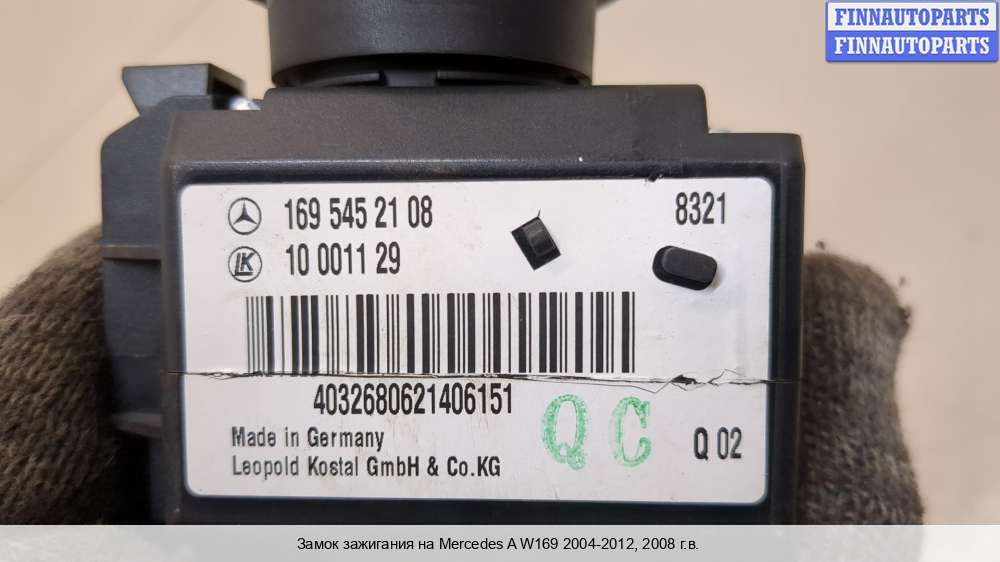 FINNAUTOPARTS
FINNAUTOPARTS
169 545 21 08
8321
LK
10 0011 29
4032680621406151
QC
Made in Germany
Q 02
Leopold Kostal GmbH & Co.KG
Замок зажигания на Mercedes A W169 2004-2012, 2008 г.в.